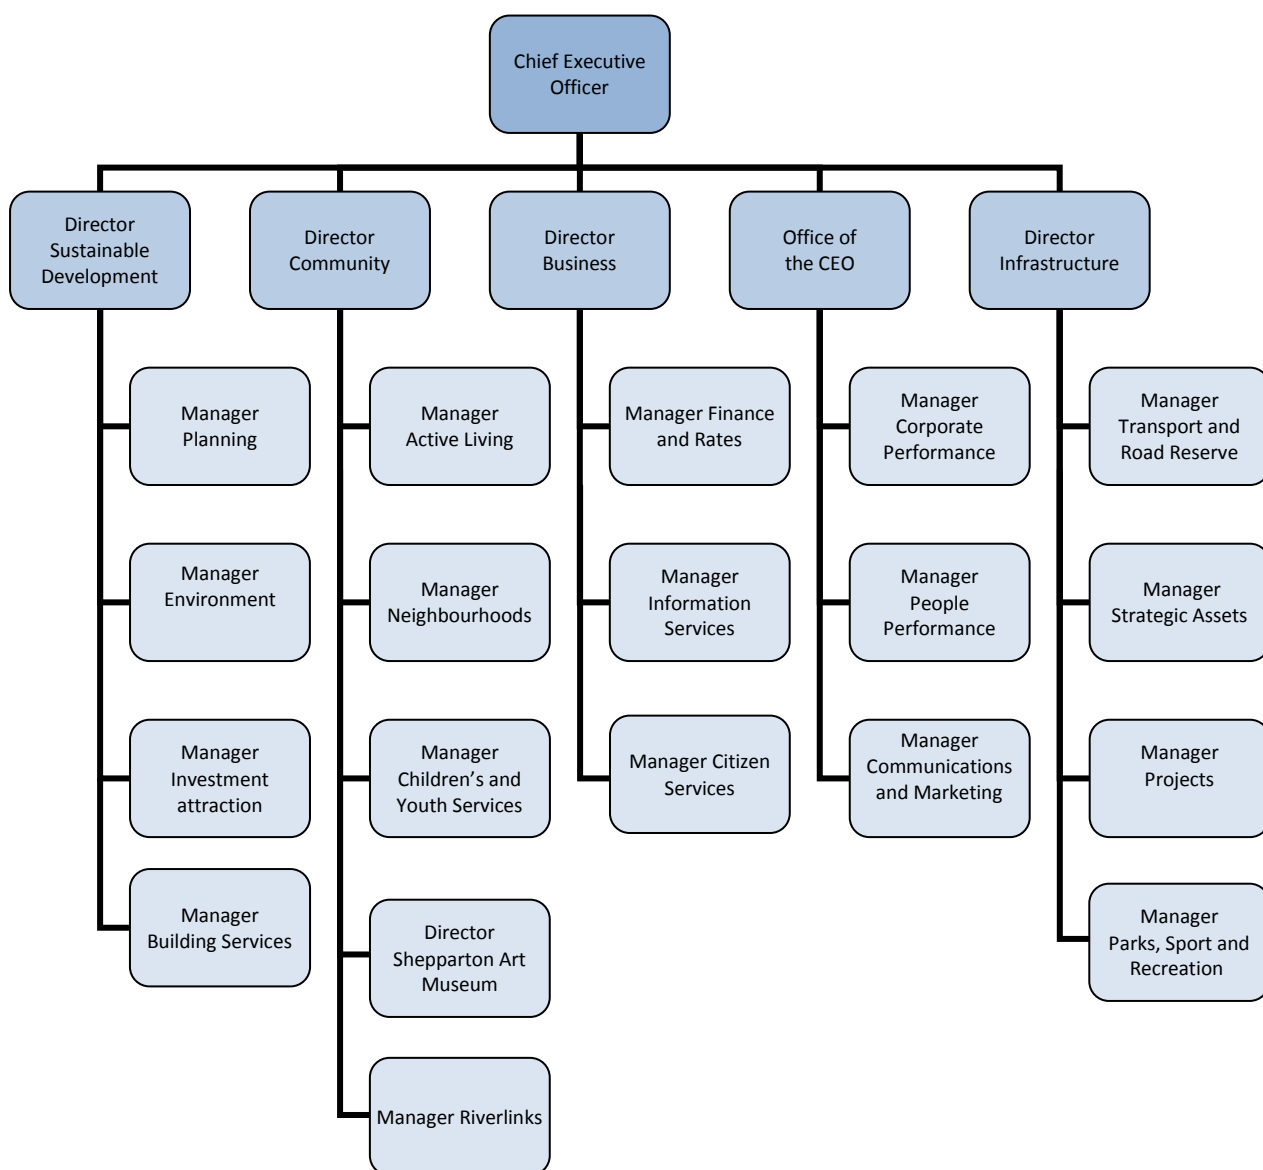 Chief Executive
Officer
Director
Sustainable
Development
Director
Community
Director
Business
Office of
the CEO
Director
Infrastructure
Manager
Planning
Manager
Active Living
Manager Finance
and Rates
Manager
Corporate
Performance
Manager
Transport and
Road Reserve
Manager
Environment
Manager
Neighbourhoods
Manager
Information
Services
Manager
People
Performance
Manager
Strategic Assets
Manager
Investment
attraction
Manager
Children’s and
Youth Services
Manager Citizen
Services
Manager
Communications
and Marketing
Manager
Projects
Manager
Building Services
Director
Shepparton Art
Museum
Manager
Parks, Sport and
Recreation
Manager Riverlinks